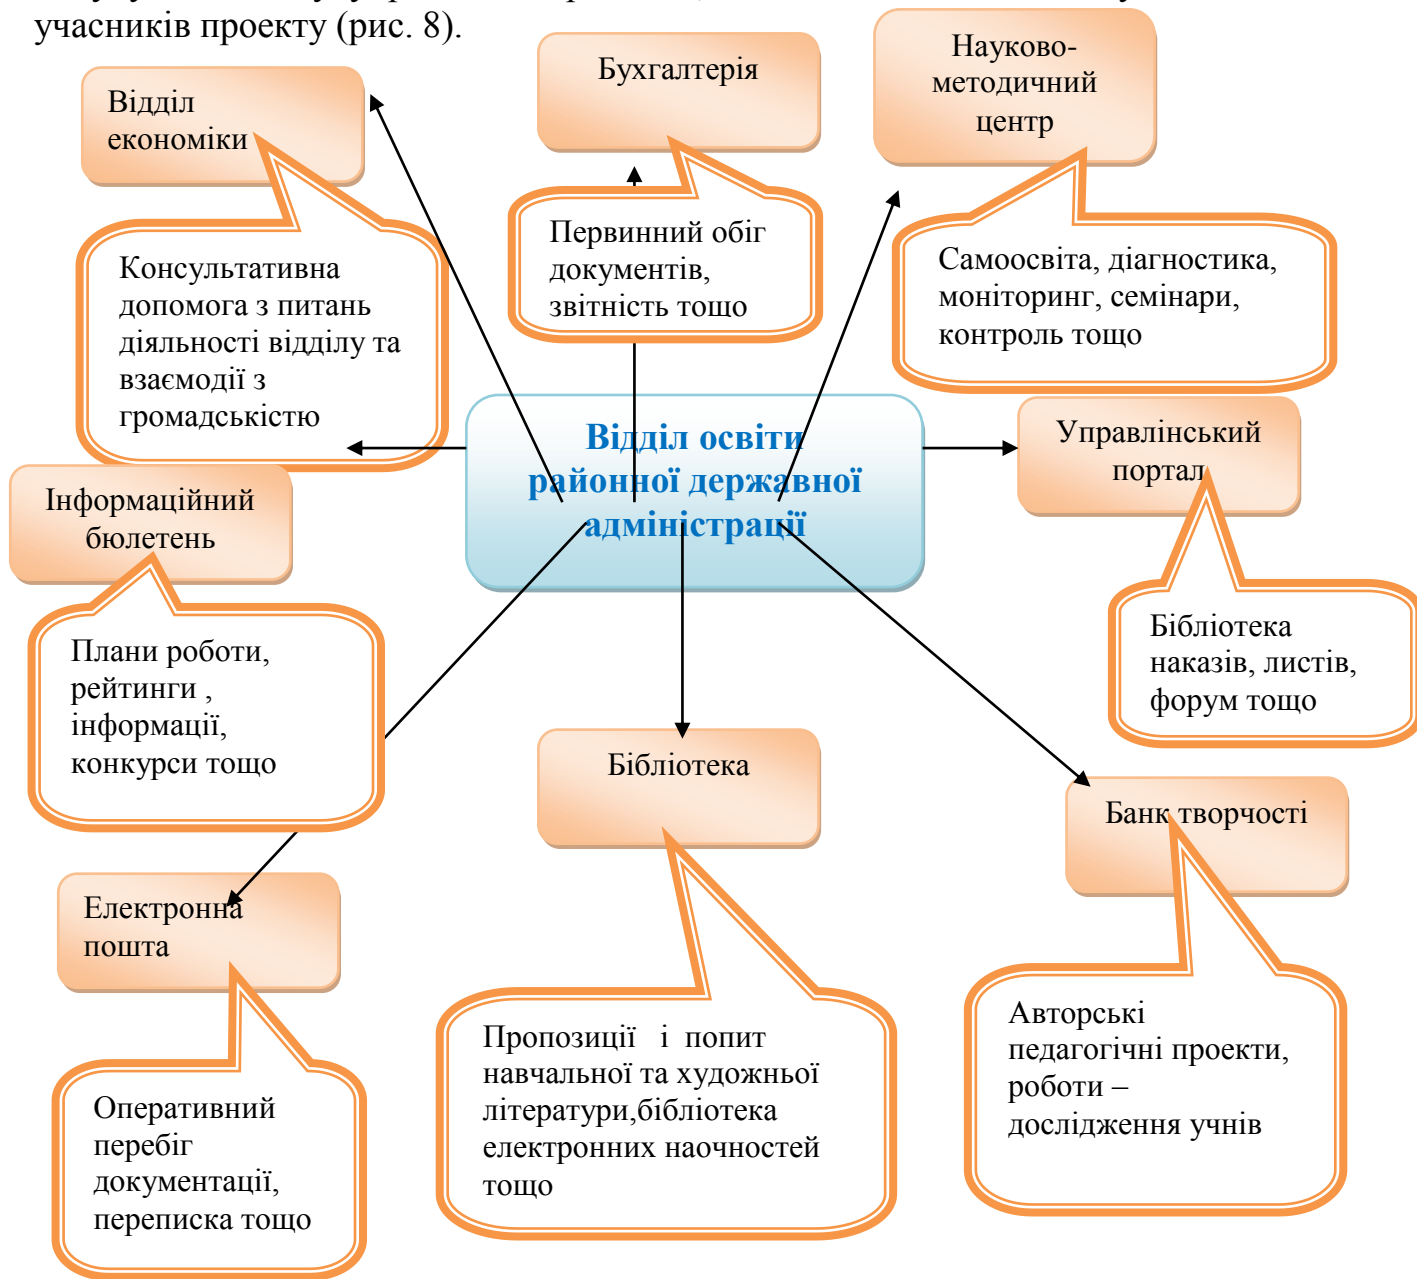 учасників проекту (рис. 8).
Відділ
економіки
Бухгалтерія
Науково-
методичний
центр
Консультативна
допомога з питань
діяльності відділу та
взаємодії з
громадськістю
Первинний обіг
документів,
звітність тощо
Самоосвіта, діагностика,
моніторинг, семінари,
контроль тощо
Відділ освіти
районної державної
адміністрації
Управлінський
портал
Інформаційний
бюлетень
Плани роботи,
рейтинги ,
інформації,
конкурси тощо
Бібліотека
наказів, листів,
форум тощо
Бібліотека
Банк творчості
Електронна
пошта
Оперативний
перебіг
документації,
переписка тощо
Пропозиції і попит
навчальної та художньої
літератури,бібліотека
електронних наочностей
тощо
Авторські
педагогічні проекти,
роботи –
дослідження учнів